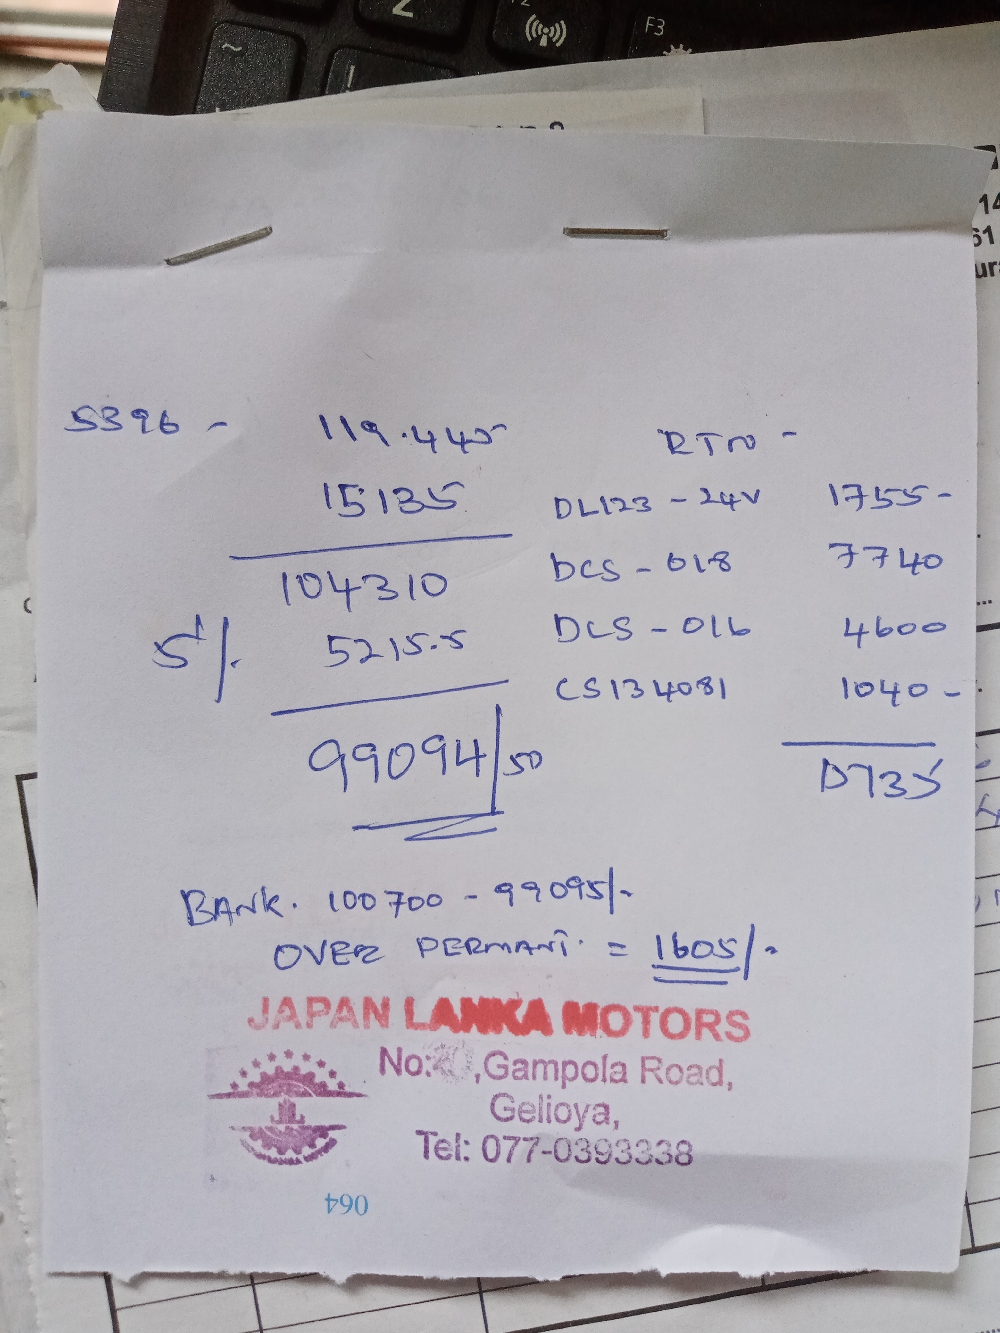 2
F3
~
5396 -
119.445
15135
104310
5% 5215.5
99094/50
RTN -
DL123 - 24V 1755-
DCS - 018 7740
DCS - 016 4600
CS134081 1040-
15135
BANK. 100700 - 99095/-
OVER PERMANT. = 1605/-
JAPAN LANKA MOTORS
No: ,Gampola Road,
Gelioya,
Tel: 077-0393338
064